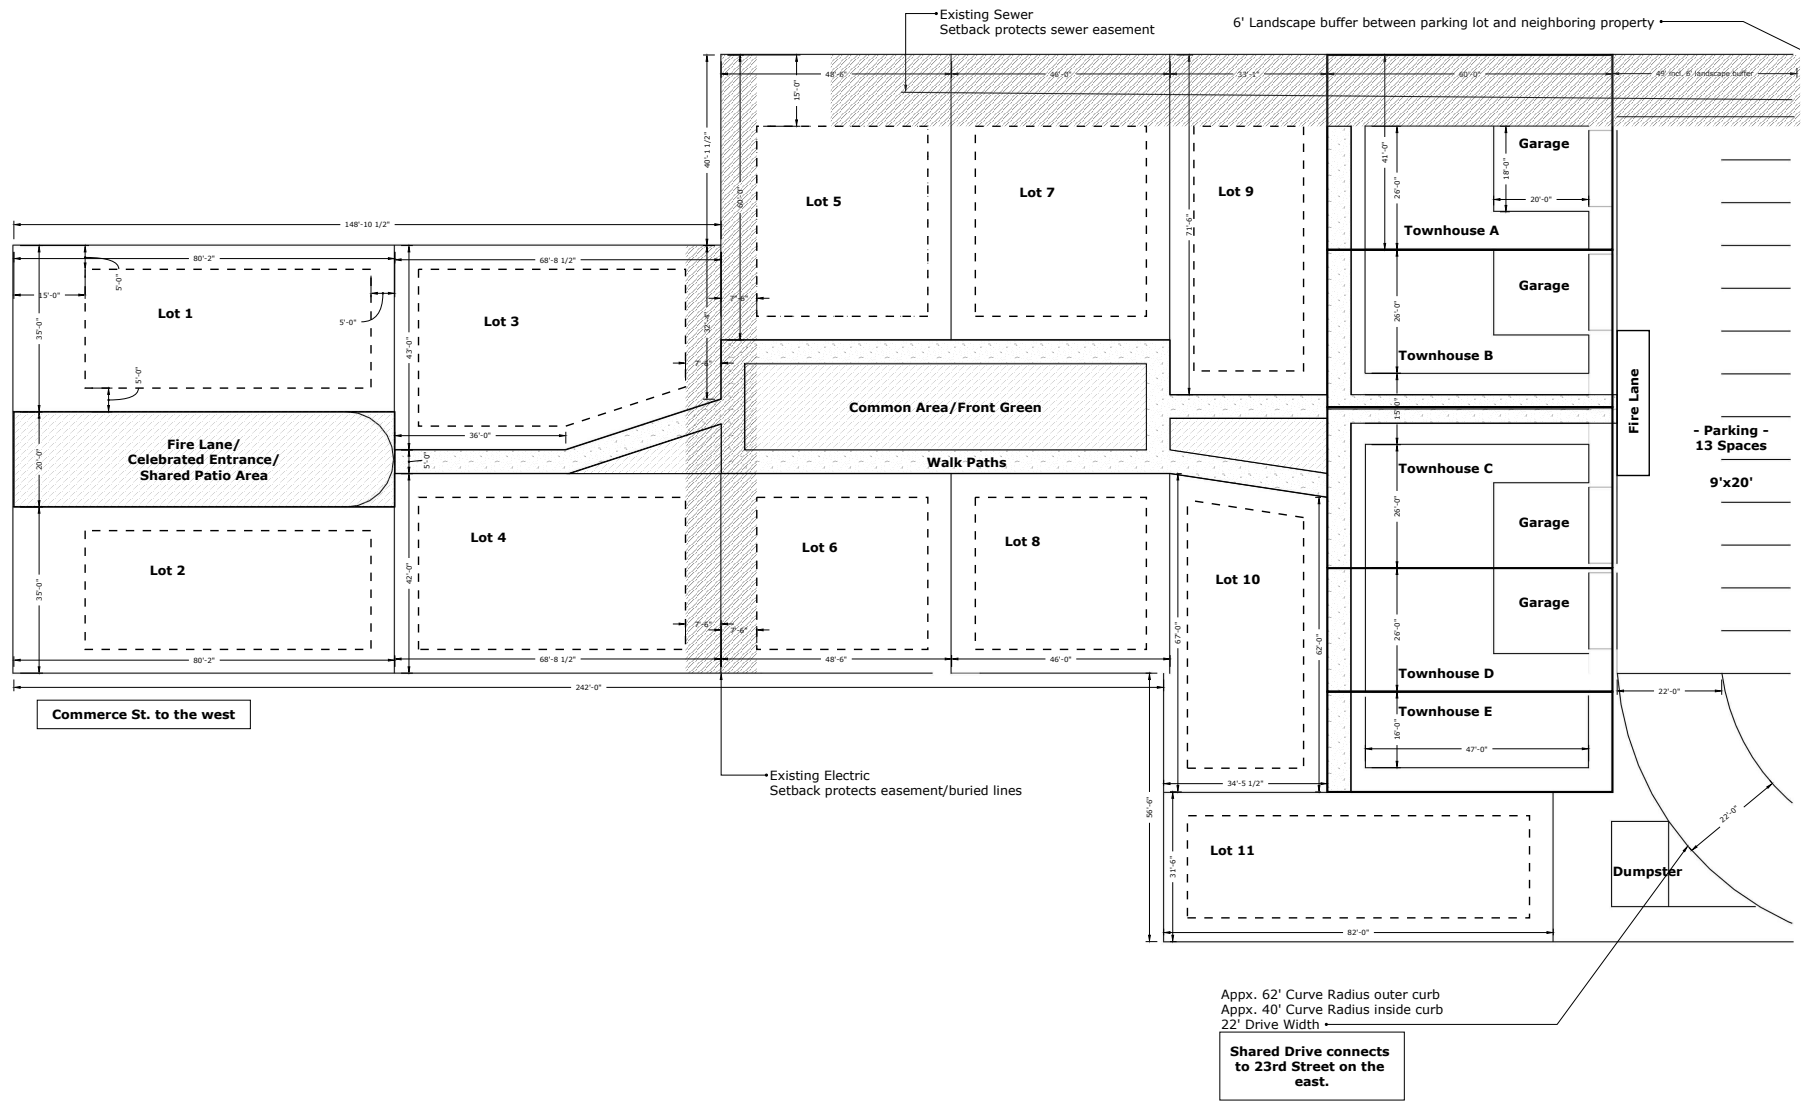 Existing Sewer
Setback protects sewer easement
6' Landscape buffer between parking lot and neighboring property
48'-6"
46'-0"
33'-1"
60'-0"
49' incl. 6' landscape buffer
15'-0"
40'-1 1/2"
60'-0"
71'-6"
41'-0"
26'-0"
18'-0"
20'-0"
Garage
Lot 5
Lot 7
Lot 9
Townhouse A
148'-10 1/2"
80'-2"
68'-8 1/2"
15'-0"
5'-0"
5'-0"
35'-0"
Lot 1
Lot 3
43'-0"
7'-6"
32'-4"
7'-6"
5'-0"
26'-0"
Garage
Townhouse B
Fire Lane
Common Area/Front Green
15'-0"
- Parking -
13 Spaces
9'x20'
Fire Lane/
Celebrated Entrance/
Shared Patio Area
20'-0"
36'-0"
5'-0"
Walk Paths
Townhouse C
26'-0"
Garage
Lot 2
35'-0"
Lot 4
42'-0"
Lot 6
Lot 8
Lot 10
67'-0"
62'-0"
26'-0"
Garage
Townhouse D
7'-6"
7'-6"
80'-2"
68'-8 1/2"
48'-6"
46'-0"
242'-0"
22'-0"
Commerce St. to the west
Townhouse E
16'-0"
47'-0"
Existing Electric
Setback protects easement/buried lines
34'-5 1/2"
56'-6"
22'-0"
Lot 11
31'-6"
Dumpster
82'-0"
Appx. 62' Curve Radius outer curb
Appx. 40' Curve Radius inside curb
22' Drive Width
Shared Drive connects
to 23rd Street on the
east.